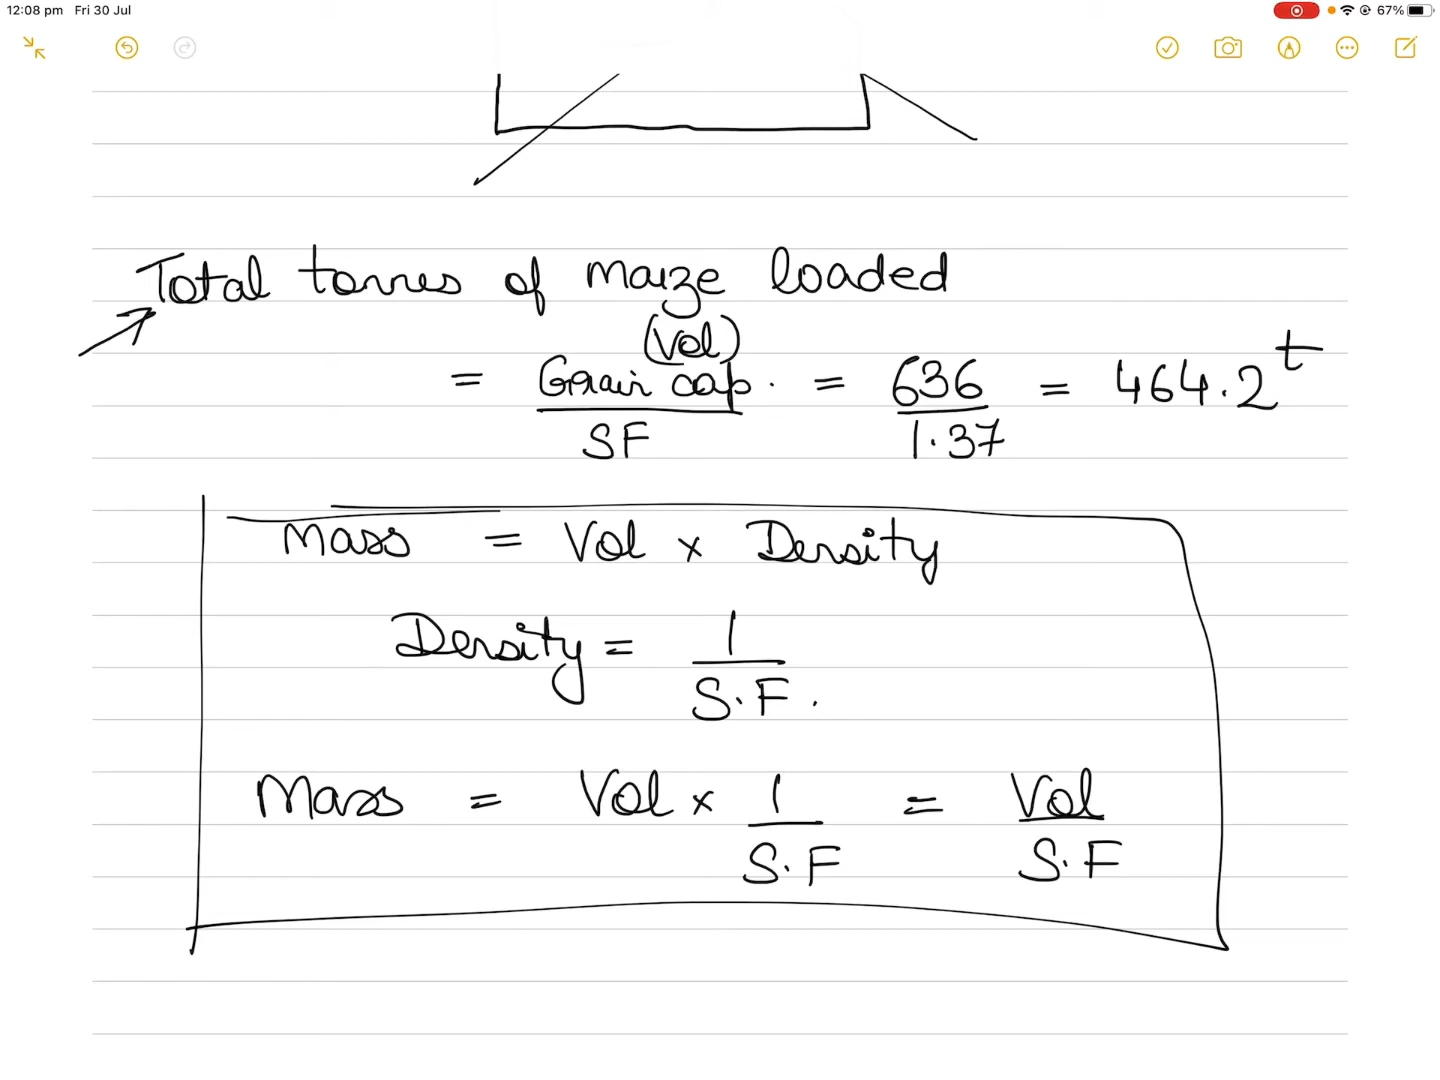 12:08 pm Fri 30 Jul 67%
Total tonnes of maize loaded
(Vol)
= Grain cap. = 636 = 464.2 t
SF 1.37
Mass = Vol x Density
Density = 1
S.F.
Mass = Vol x 1 = Vol
S.F S.F